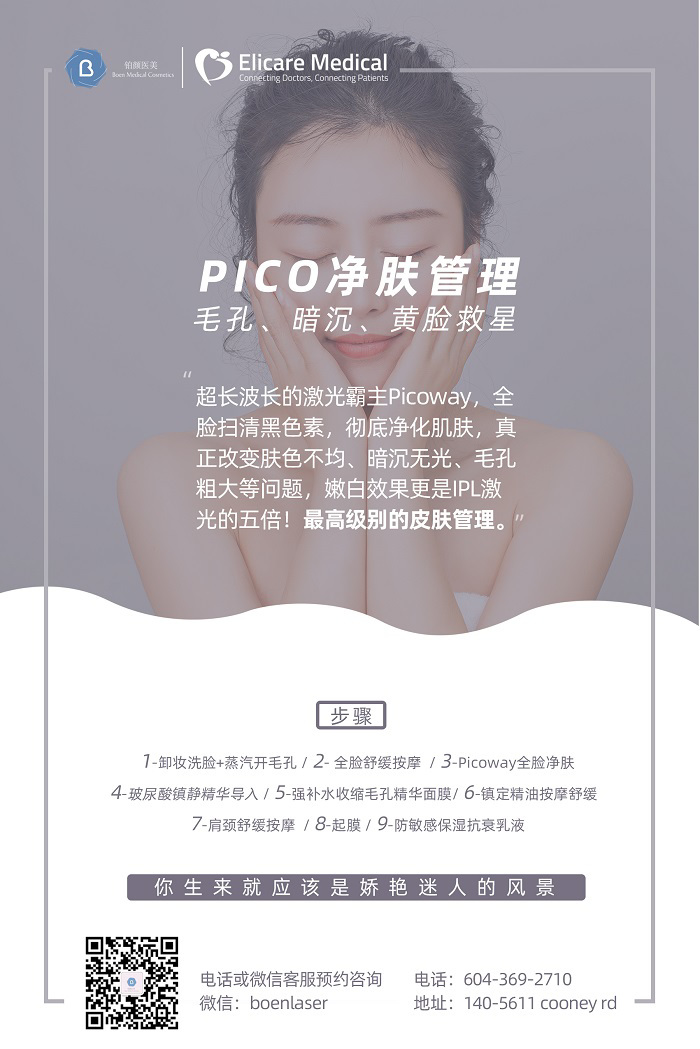 铂颜医美
Boen Medical Cosmetics
Elicare Medical
Connecting Doctors, Connecting Patients
PICO净肤管理
毛孔、暗沉、黄脸救星
“超长波长的激光霸主Picoway，全
脸扫清黑色素，彻底净化肌肤，真
正改变肤色不均、暗沉无光、毛孔
粗大等问题，嫩白效果更是IPL激
光的五倍！最高级别的皮肤管理。”
步骤
1-卸妆洗脸+蒸汽开毛孔 / 2- 全脸舒缓按摩 / 3-Picoway全脸净肤
4-玻尿酸镇静精华导入 / 5-强补水收缩毛孔精华面膜/ 6-镇定精油按摩舒缓
7-肩颈舒缓按摩 / 8-起膜 / 9-防敏感保湿抗衰乳液
你生来就应该是娇艳迷人的风景
电话或微信客服预约咨询 电话：604-369-2710
微信：boenlaser 地址：140-5611 cooney rd